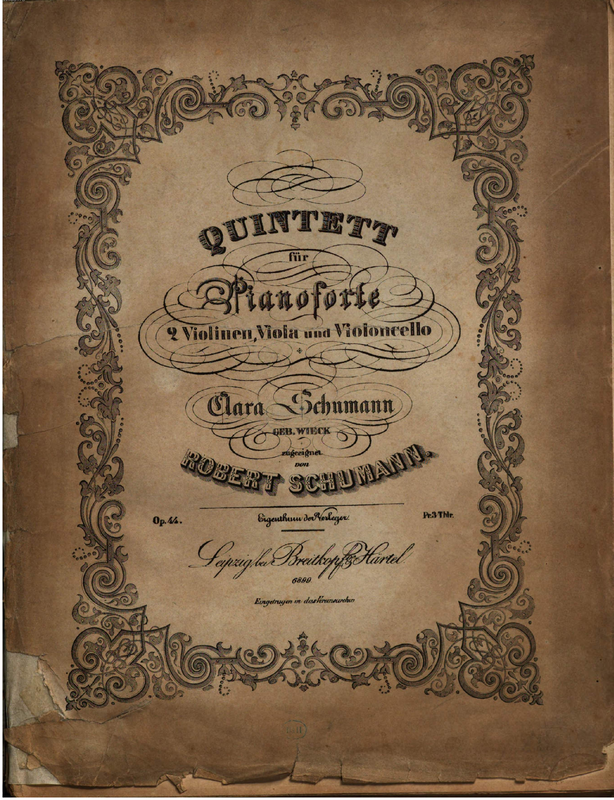 QUINTETT
für
Pianoforte
2 Violinen, Viola und Violoncello
Clara Schumann
GEB. WIECK
zugeeignet
von
ROBERT SCHUMANN.
Op. 44. Eigenthum der Verleger. Pr. 3 Thlr.
Leipzig bei Breitkopf & Härtel
6899
Eingetragen in das Vereinsarchiv